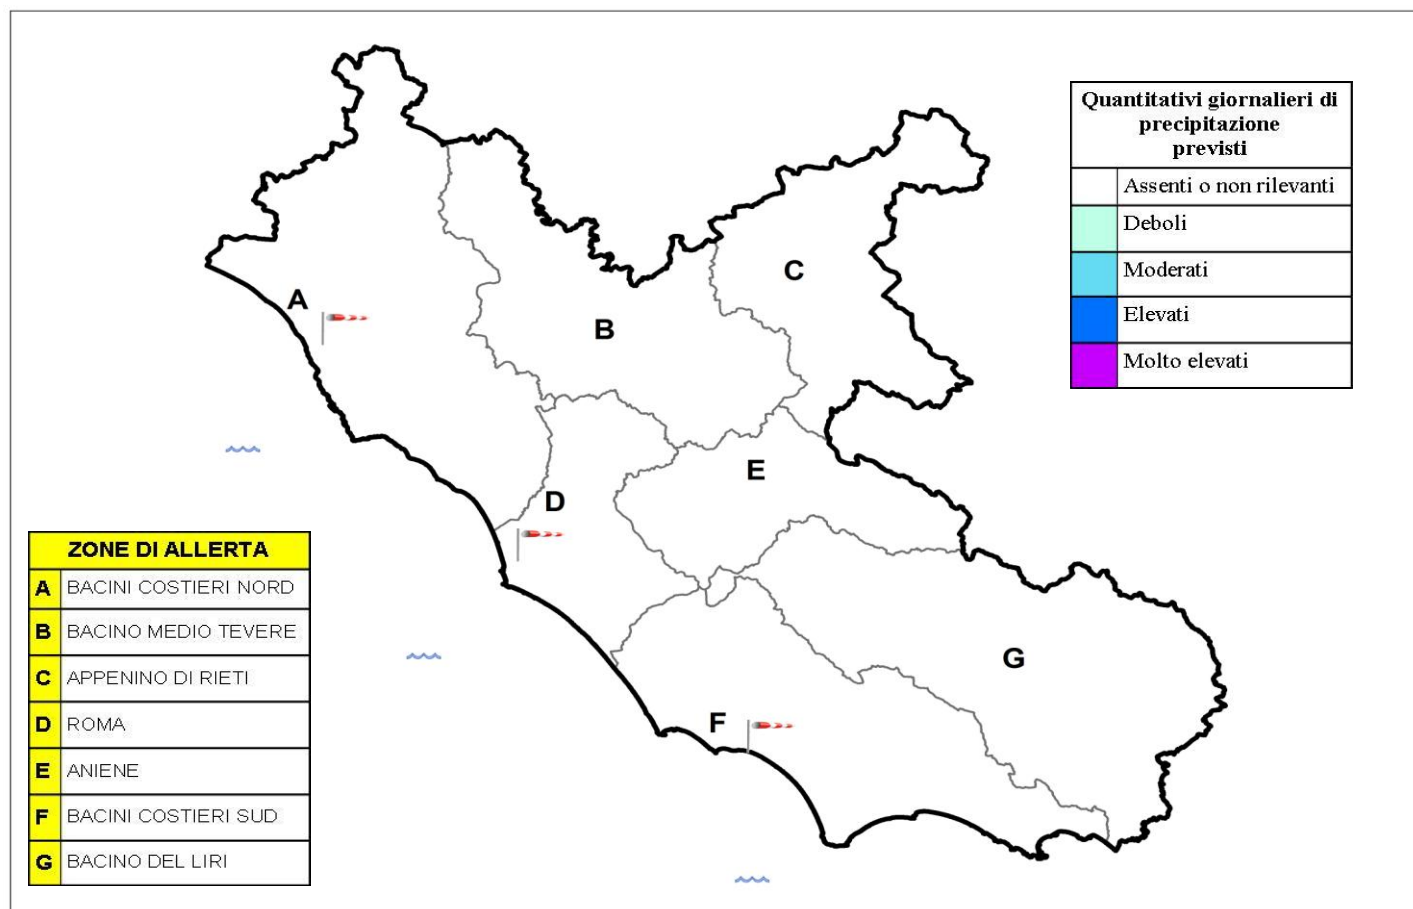 Quantitativi giornalieri di
precipitazione
previsti
Assenti o non rilevanti
Deboli
Moderati
Elevati
Molto elevati
A
B
C
D
E
F
G
ZONE DI ALLERTA
A BACINI COSTIERI NORD
B BACINO MEDIO TEVERE
C APPENINO DI RIETI
D ROMA
E ANIENE
F BACINI COSTIERI SUD
G BACINO DEL LIRI